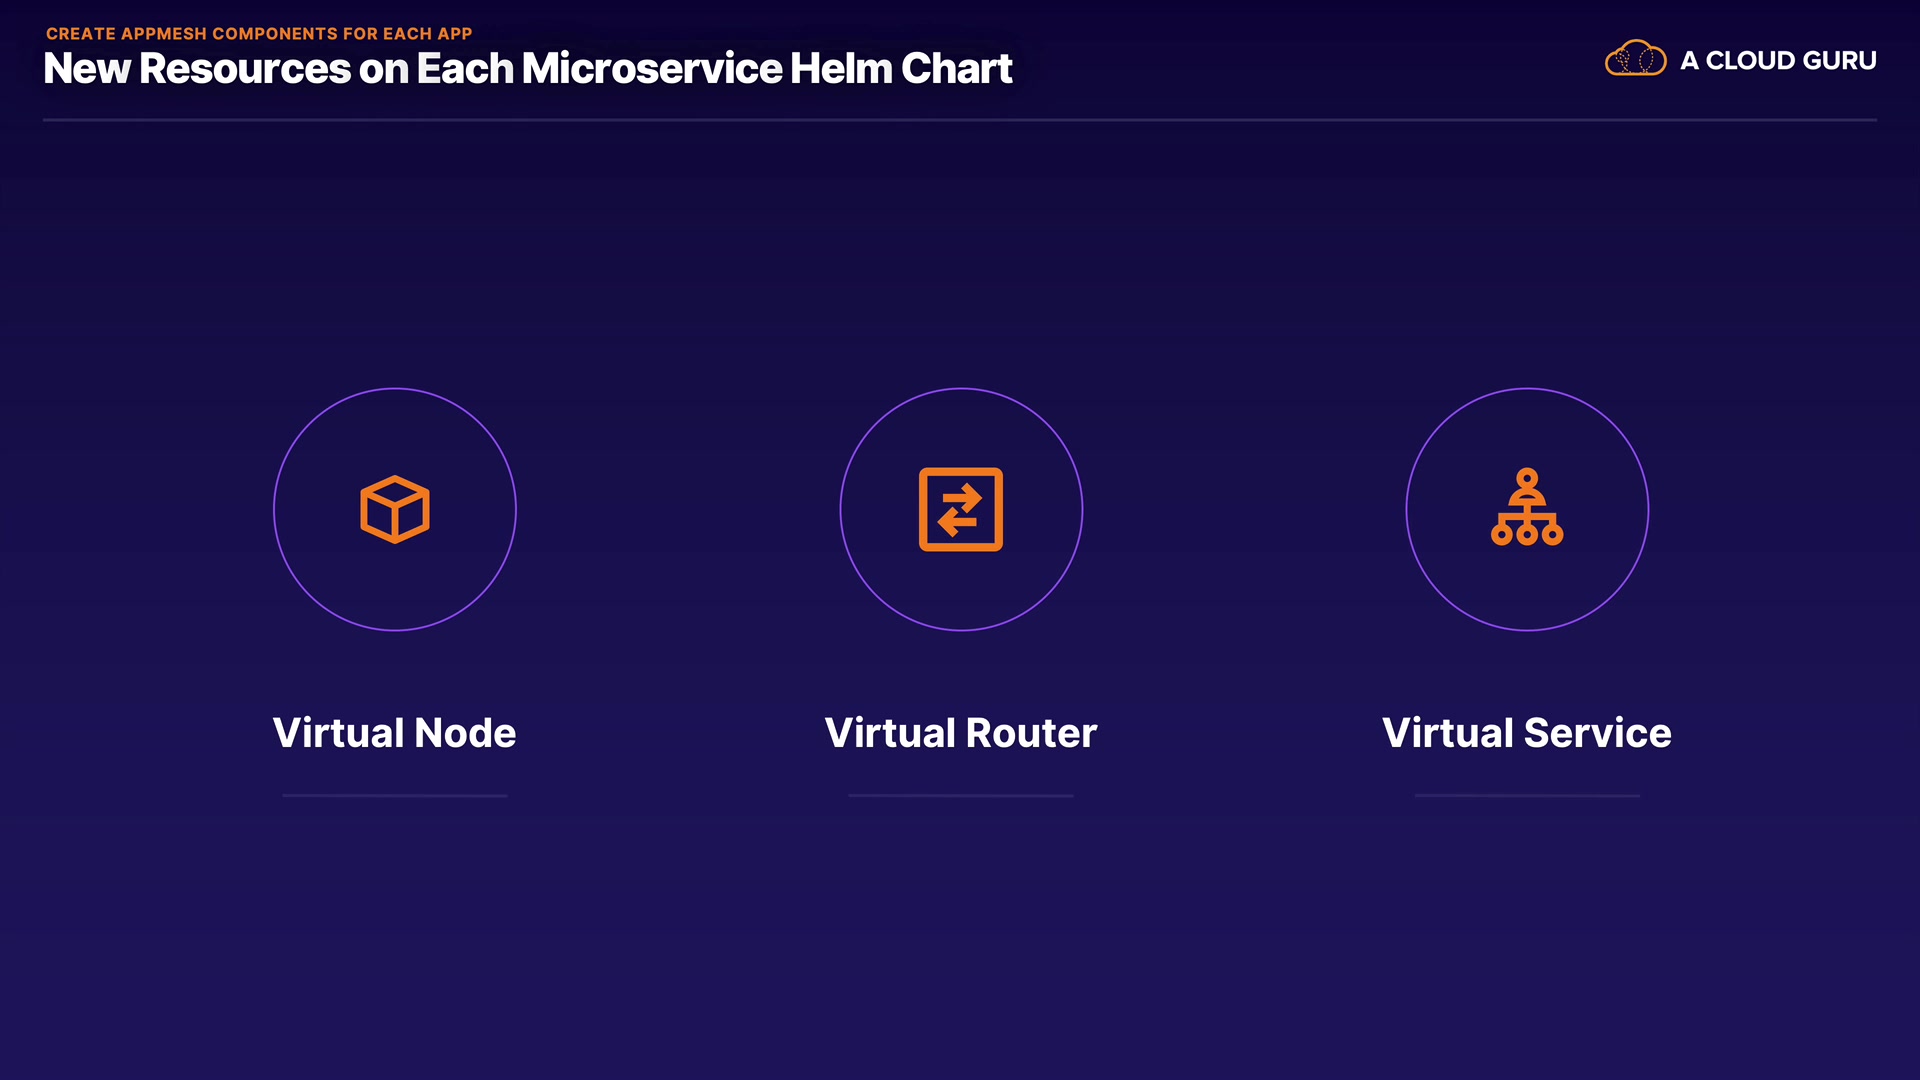 CREATE APPMESH COMPONENTS FOR EACH APP
New Resources on Each Microservice Helm Chart
A CLOUD GURU
Virtual Node
Virtual Router
Virtual Service